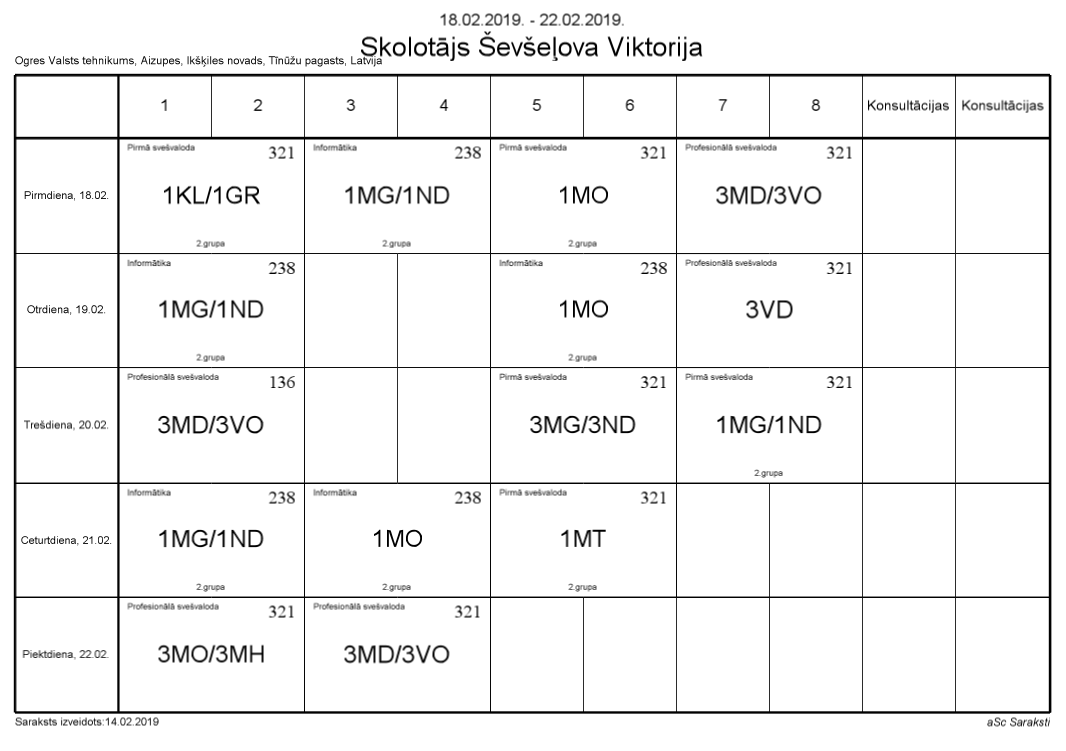 18.02.2019. - 22.02.2019.
Skolotājs Ševšeļova Viktorija
Ogres Valsts tehnikums, Aizupes, Ikšķiles novads, Tīnūžu pagasts, Latvija
1 2 3 4 5 6 7 8 Konsultācijas Konsultācijas
Pirmā svešvaloda 321 Informātika 238 Pirmā svešvaloda 321 Profesionālā svešvaloda 321
Pirmdiena, 18.02. 1KL/1GR 1MG/1ND 1MO 3MD/3VO
2.grupa 2.grupa 2.grupa
Informātika 238 Informātika 238 Profesionālā svešvaloda 321
Otrdiena, 19.02. 1MG/1ND 1MO 3VD
2.grupa 2.grupa
Profesionālā svešvaloda 136 Pirmā svešvaloda 321 Pirmā svešvaloda 321
Trešdiena, 20.02. 3MD/3VO 3MG/3ND 1MG/1ND
2.grupa
Informātika 238 Informātika 238 Pirmā svešvaloda 321
Ceturtdiena, 21.02. 1MG/1ND 1MO 1MT
2.grupa 2.grupa 2.grupa
Profesionālā svešvaloda 321 Profesionālā svešvaloda 321
Piektdiena, 22.02. 3MO/3MH 3MD/3VO
Saraksts izveidots:14.02.2019 aSc Saraksti